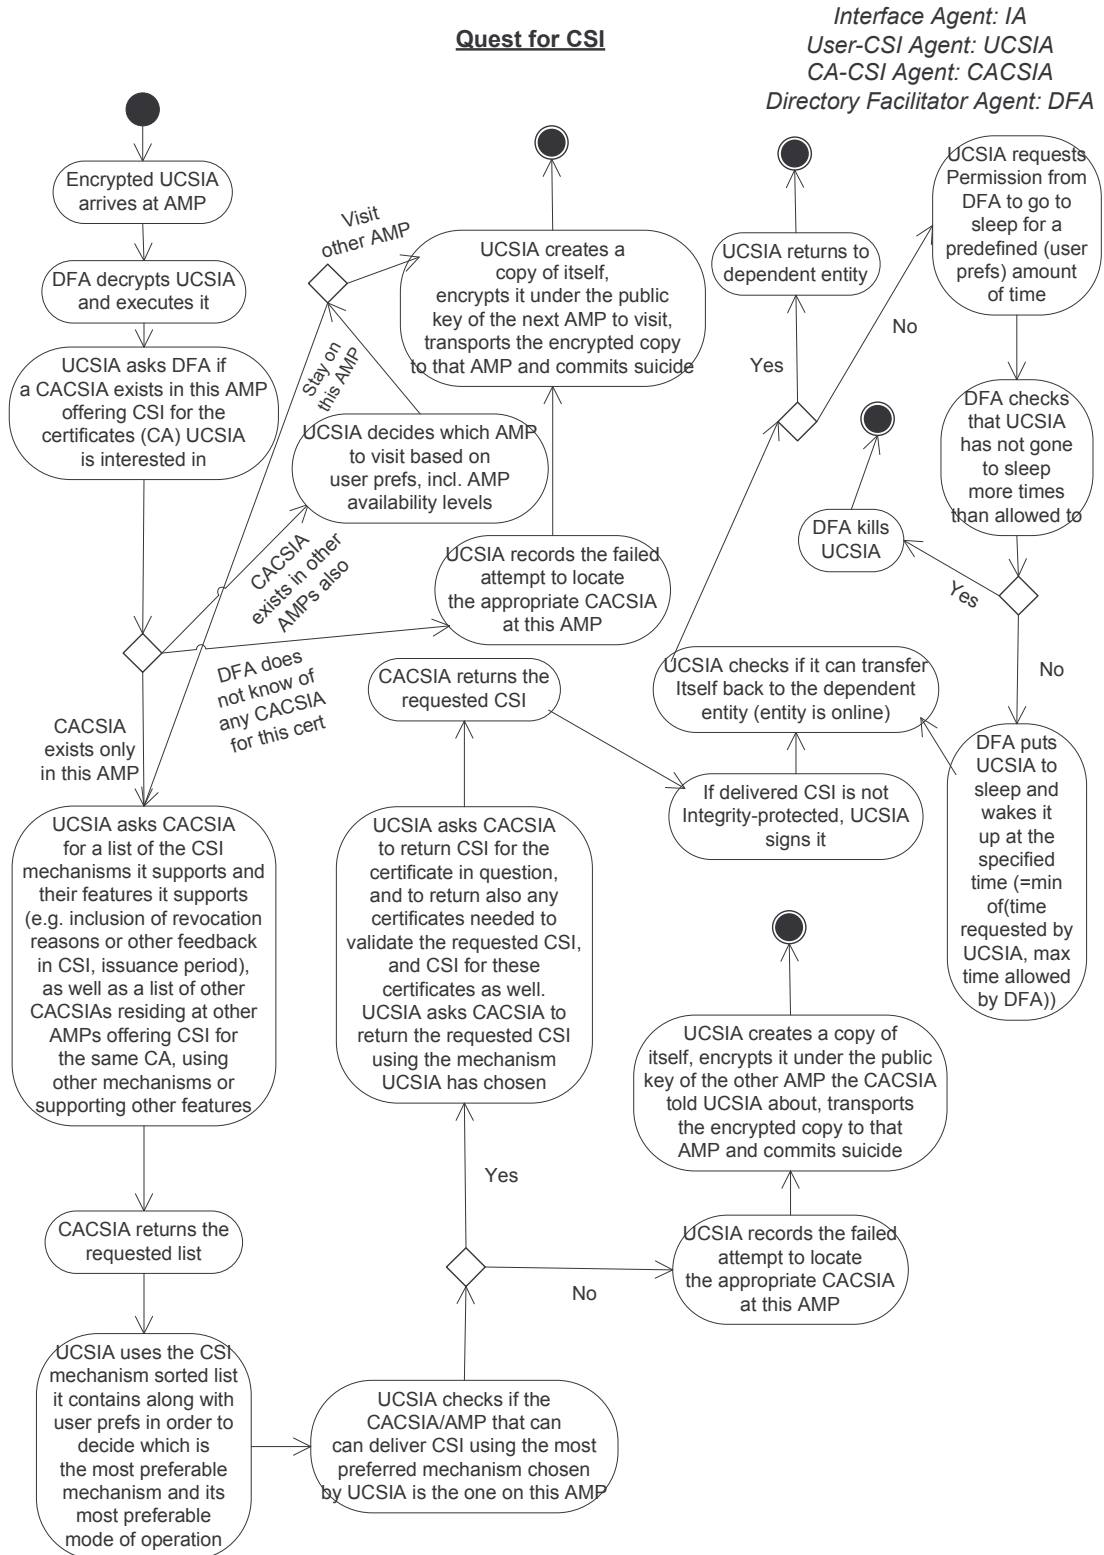 Quest for CSI
Interface Agent: IA
User-CSI Agent: UCSIA
CA-CSI Agent: CACSIA
Directory Facilitator Agent: DFA
Encrypted UCSIA
arrives at AMP
DFA decrypts UCSIA
and executes it
UCSIA asks DFA if
a CACSIA exists in this AMP
offering CSI for the
certificates (CA) UCSIA
is interested in
Visit
other AMP
Stay on
this AMP
UCSIA creates a
copy of itself,
encrypts it under the public
key of the next AMP to visit,
transports the encrypted copy
to that AMP and commits suicide
UCSIA decides which AMP
to visit based on
user prefs, incl. AMP
availability levels
CACSIA
exists in other
AMPs also
UCSIA records the failed
attempt to locate
the appropriate CACSIA
at this AMP
DFA does
not know of
any CACSIA
for this cert
CACSIA
exists only
in this AMP
UCSIA returns to
dependent entity
Yes
No
UCSIA requests
Permission from
DFA to go to
sleep for a
predefined (user
prefs) amount
of time
DFA checks
that UCSIA
has not gone
to sleep
more times
than allowed to
DFA kills
UCSIA
Yes
No
UCSIA checks if it can transfer
Itself back to the dependent
entity (entity is online)
DFA puts
UCSIA to
sleep and
wakes it
up at the
specified
time (=min
of(time
requested by
UCSIA, max
time allowed
by DFA))
CACSIA returns the
requested CSI
If delivered CSI is not
Integrity-protected, UCSIA
signs it
UCSIA asks CACSIA
for a list of the CSI
mechanisms it supports and
their features it supports
(e.g. inclusion of revocation
reasons or other feedback
in CSI, issuance period),
as well as a list of other
CACSIAs residing at other
AMPs offering CSI for
the same CA, using
other mechanisms or
supporting other features
UCSIA asks CACSIA
to return CSI for the
certificate in question,
and to return also any
certificates needed to
validate the requested CSI,
and CSI for these
certificates as well.
UCSIA asks CACSIA to
return the requested CSI
using the mechanism
UCSIA has chosen
UCSIA creates a copy of
itself, encrypts it under the public
key of the other AMP the CACSIA
told UCSIA about, transports
the encrypted copy to that
AMP and commits suicide
Yes
No
UCSIA records the failed
attempt to locate
the appropriate CACSIA
at this AMP
CACSIA returns the
requested list
UCSIA uses the CSI
mechanism sorted list
it contains along with
user prefs in order to
decide which is
the most preferable
mechanism and its
most preferable
mode of operation
UCSIA checks if the
CACSIA/AMP that can
can deliver CSI using the most
preferred mechanism chosen
by UCSIA is the one on this AMP